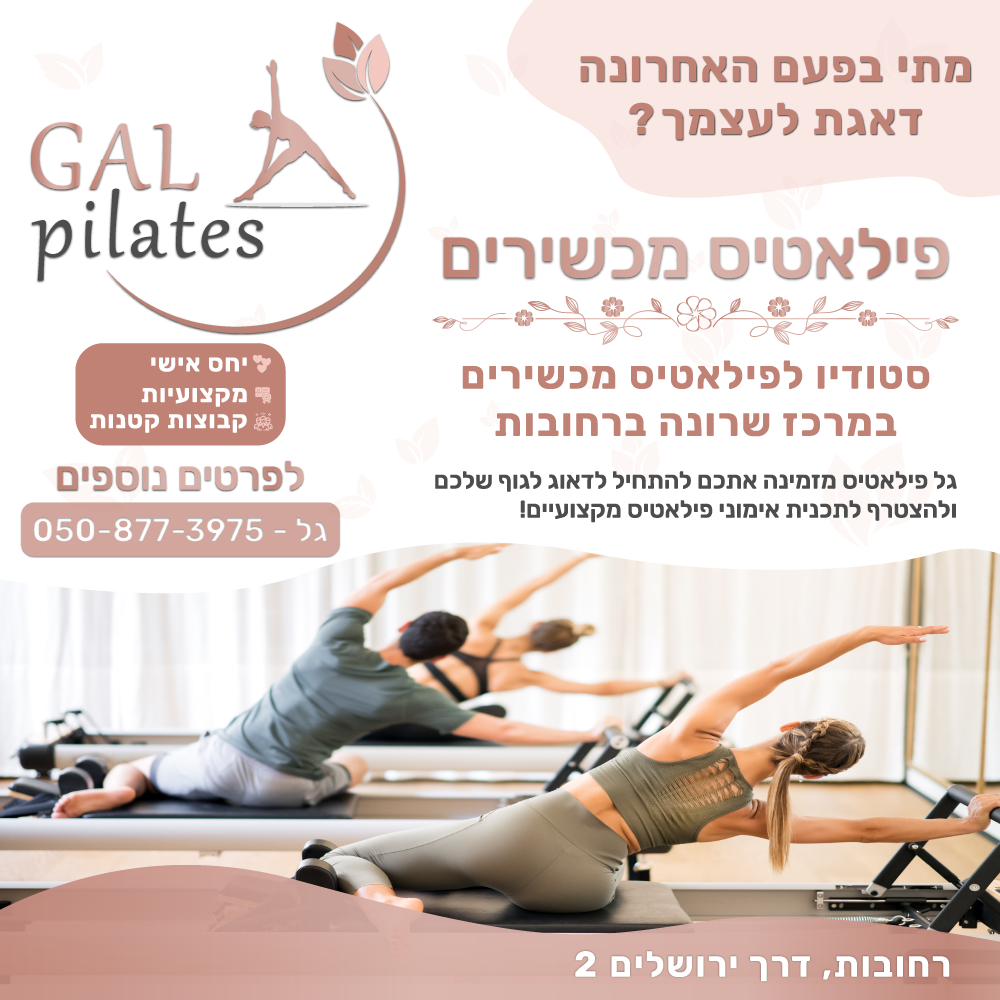 GAL
pilates
מתי בפעם האחרונה
דאגת לעצמך?
פילאטיס מכשירים
סטודיו לפילאטיס מכשירים
במרכז שרונה ברחובות
גל פילאטיס מזמינה אתכם להתחיל לדאוג לגוף שלכם
ולהצטרף לתכנית אימוני פילאטיס מקצועיים!
יחס אישי
מקצועיות
קבוצות קטנות
לפרטים נוספים
גל - 050-877-3975
רחובות, דרך ירושלים 2